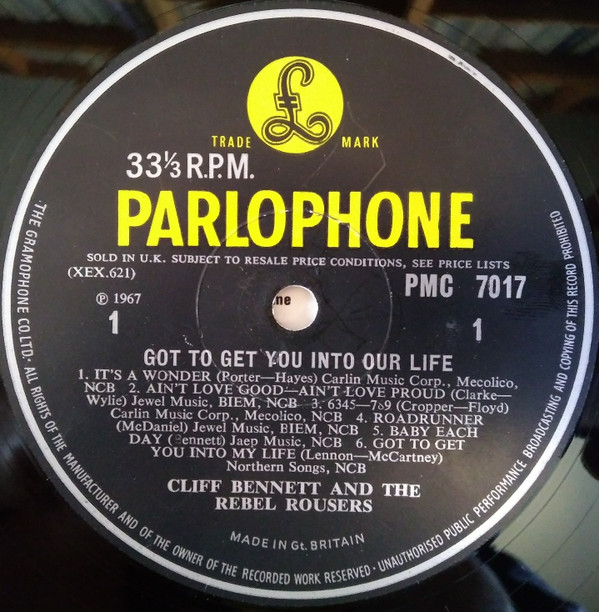 £
TRADE MARK
33⅓ R.P.M.
PARLOPHONE
SOLD IN U.K. SUBJECT TO RESALE PRICE CONDITIONS, SEE PRICE LISTS
(XEX.621)
PMC 7017
℗ 1967
1
1
ne
GOT TO GET YOU INTO OUR LIFE
1. IT'S A WONDER (Porter—Hayes) Carlin Music Corp., Mecolico,
NCB 2. AIN'T LOVE GOOD—AIN'T LOVE PROUD (Clarke—
Wylie) Jewel Music, BIEM, NCB 3. 6345—789 (Cropper—Floyd)
Carlin Music Corp., Mecolico, NCB 4. ROADRUNNER
(McDaniel) Jewel Music, BIEM, NCB 5. BABY EACH
DAY (Bennett) Jaep Music, NCB 6. GOT TO GET
YOU INTO MY LIFE (Lennon—McCartney)
Northern Songs, NCB
CLIFF BENNETT AND THE
REBEL ROUSERS
MADE IN Gt. BRITAIN
THE GRAMOPHONE CO. LTD. · ALL RIGHTS OF THE MANUFACTURER AND OF THE OWNER OF THE RECORDED WORK RESERVED · UNAUTHORISED PUBLIC PERFORMANCE BROADCASTING AND COPYING OF THIS RECORD PROHIBITED